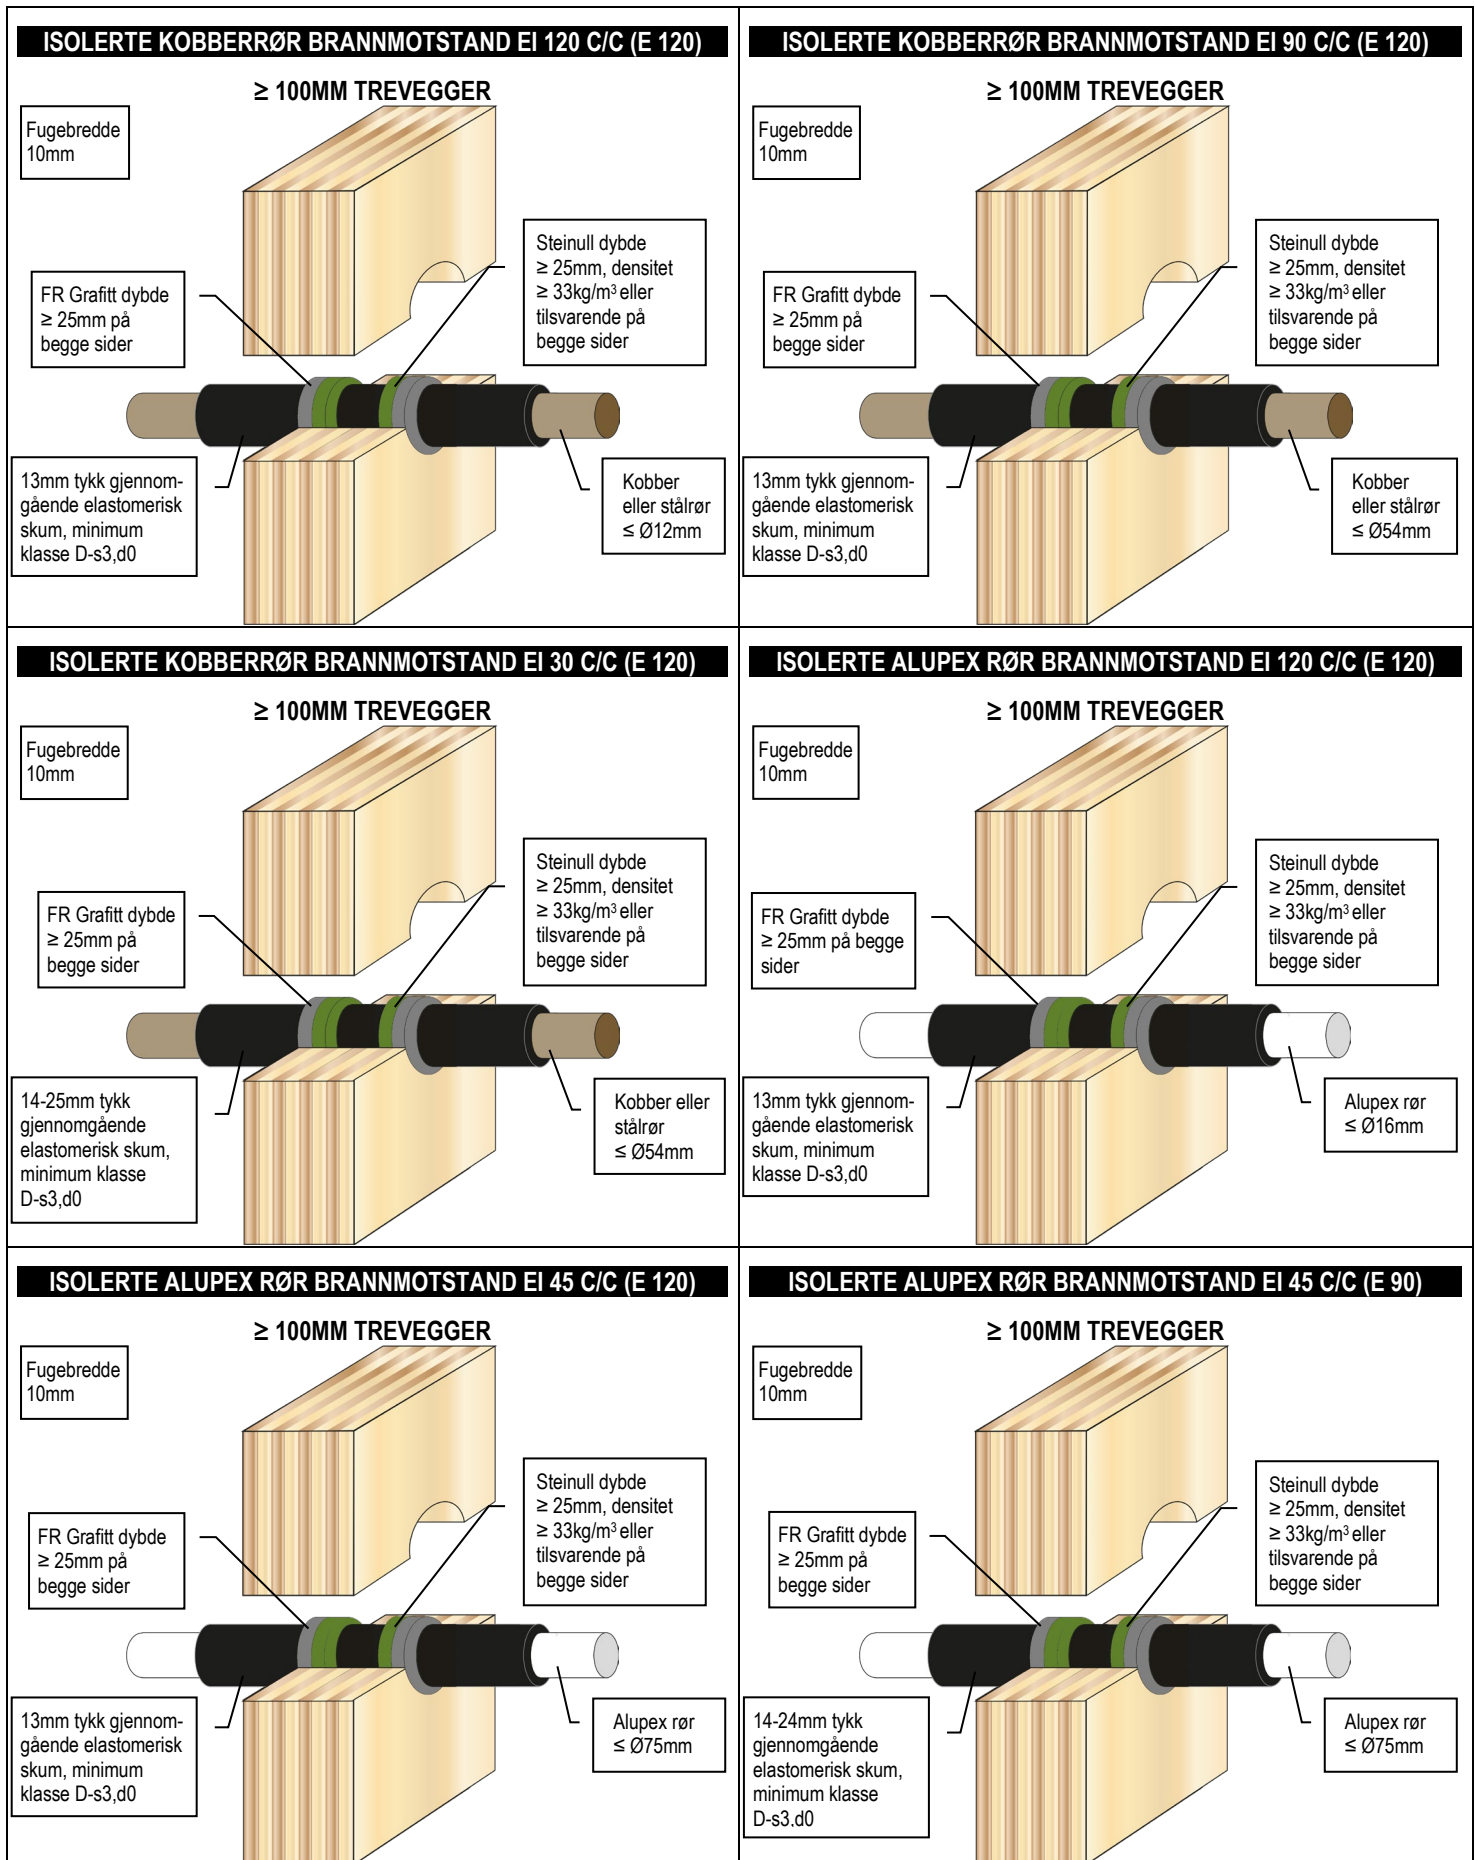 ISOLERTE KOBBERRØR BRANNMOTSTAND EI 120 C/C (E 120)
≥ 100MM TREVEGGER
Fugebredde
10mm
Steinull dybde
≥ 25mm, densitet
≥ 33kg/m³ eller
tilsvarende på
begge sider
FR Grafitt dybde
≥ 25mm på
begge sider
13mm tykk gjennom-
gående elastomerisk
skum, minimum
klasse D-s3,d0
Kobber
eller stålrør
≤ Ø12mm
ISOLERTE KOBBERRØR BRANNMOTSTAND EI 90 C/C (E 120)
≥ 100MM TREVEGGER
Fugebredde
10mm
Steinull dybde
≥ 25mm, densitet
≥ 33kg/m³ eller
tilsvarende på
begge sider
FR Grafitt dybde
≥ 25mm på
begge sider
13mm tykk gjennom-
gående elastomerisk
skum, minimum
klasse D-s3,d0
Kobber
eller stålrør
≤ Ø54mm
ISOLERTE KOBBERRØR BRANNMOTSTAND EI 30 C/C (E 120)
≥ 100MM TREVEGGER
Fugebredde
10mm
Steinull dybde
≥ 25mm, densitet
≥ 33kg/m³ eller
tilsvarende på
begge sider
FR Grafitt dybde
≥ 25mm på
begge sider
14-25mm tykk
gjennomgående
elastomerisk skum,
minimum klasse
D-s3,d0
Kobber eller
stålrør
≤ Ø54mm
ISOLERTE ALUPEX RØR BRANNMOTSTAND EI 120 C/C (E 120)
≥ 100MM TREVEGGER
Fugebredde
10mm
Steinull dybde
≥ 25mm, densitet
≥ 33kg/m³ eller
tilsvarende på
begge sider
FR Grafitt dybde
≥ 25mm på begge
sider
13mm tykk gjennom-
gående elastomerisk
skum, minimum
klasse D-s3,d0
Alupex rør
≤ Ø16mm
ISOLERTE ALUPEX RØR BRANNMOTSTAND EI 45 C/C (E 120)
≥ 100MM TREVEGGER
Fugebredde
10mm
Steinull dybde
≥ 25mm, densitet
≥ 33kg/m³ eller
tilsvarende på
begge sider
FR Grafitt dybde
≥ 25mm på
begge sider
13mm tykk gjennom-
gående elastomerisk
skum, minimum
klasse D-s3,d0
Alupex rør
≤ Ø75mm
ISOLERTE ALUPEX RØR BRANNMOTSTAND EI 45 C/C (E 90)
≥ 100MM TREVEGGER
Fugebredde
10mm
Steinull dybde
≥ 25mm, densitet
≥ 33kg/m³ eller
tilsvarende på
begge sider
FR Grafitt dybde
≥ 25mm på
begge sider
14-24mm tykk
gjennomgående
elastomerisk skum,
minimum klasse
D-s3,d0
Alupex rør
≤ Ø75mm